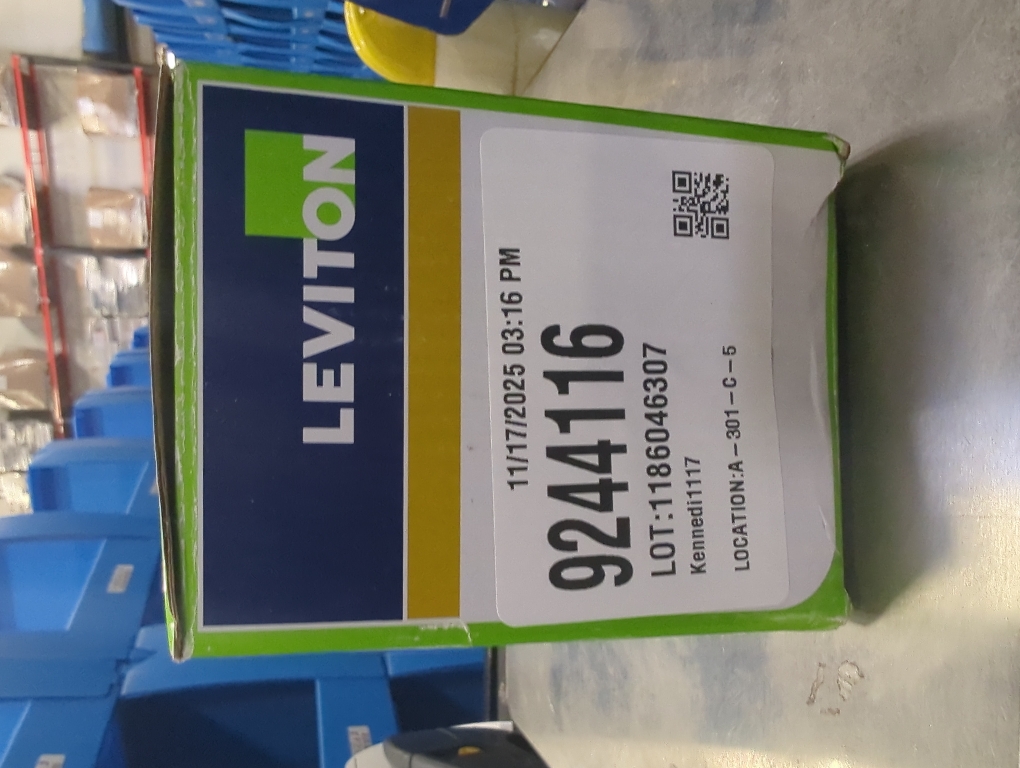 LEVITON
11/17/2025 03:16 PM
9244116
LOT:1186046307
Kennedi1117
LOCATION:A-301-C-5